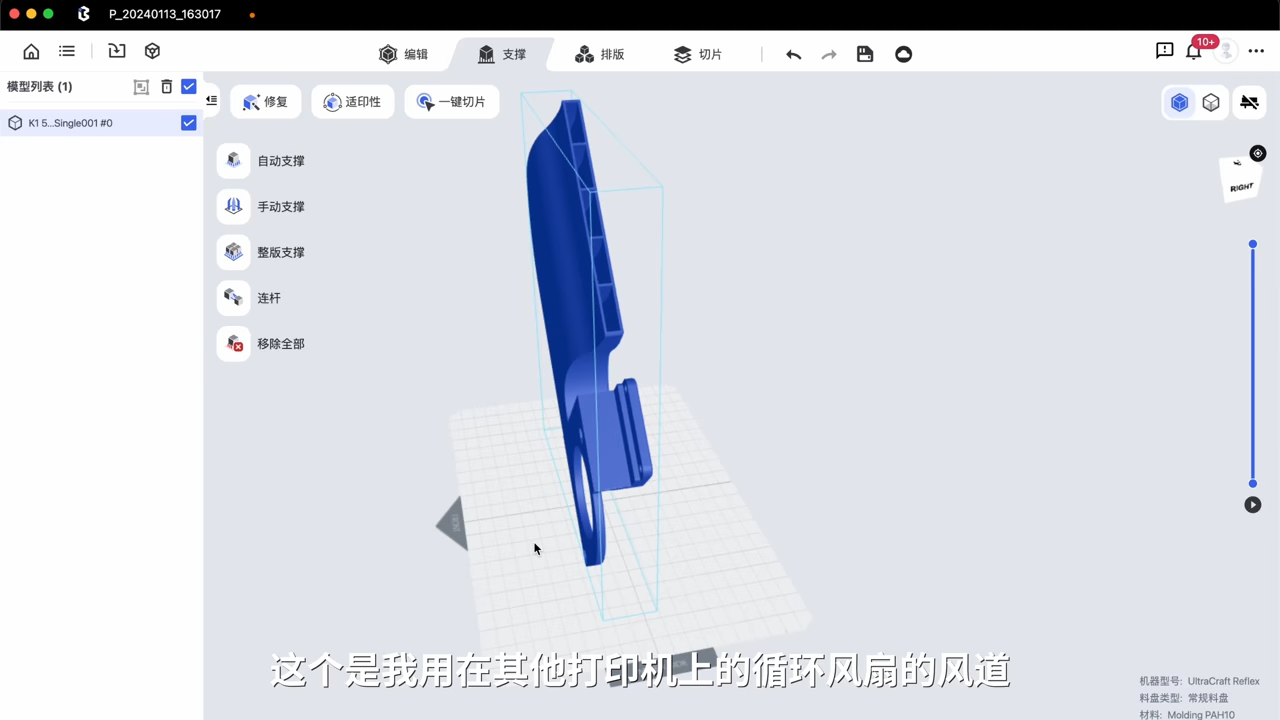 P_20240113_163017
编辑
支撑
排版
切片
10+
模型列表 (1)
修复
适印性
一键切片
K1 5...Single001 #0
自动支撑
手动支撑
整版支撑
连杆
移除全部
RIGHT
这个是我用在其他打印机上的循环风扇的风道
机器型号: UltraCraft Reflex
料盘类型: 常规料盘
材料: Molding PAH10